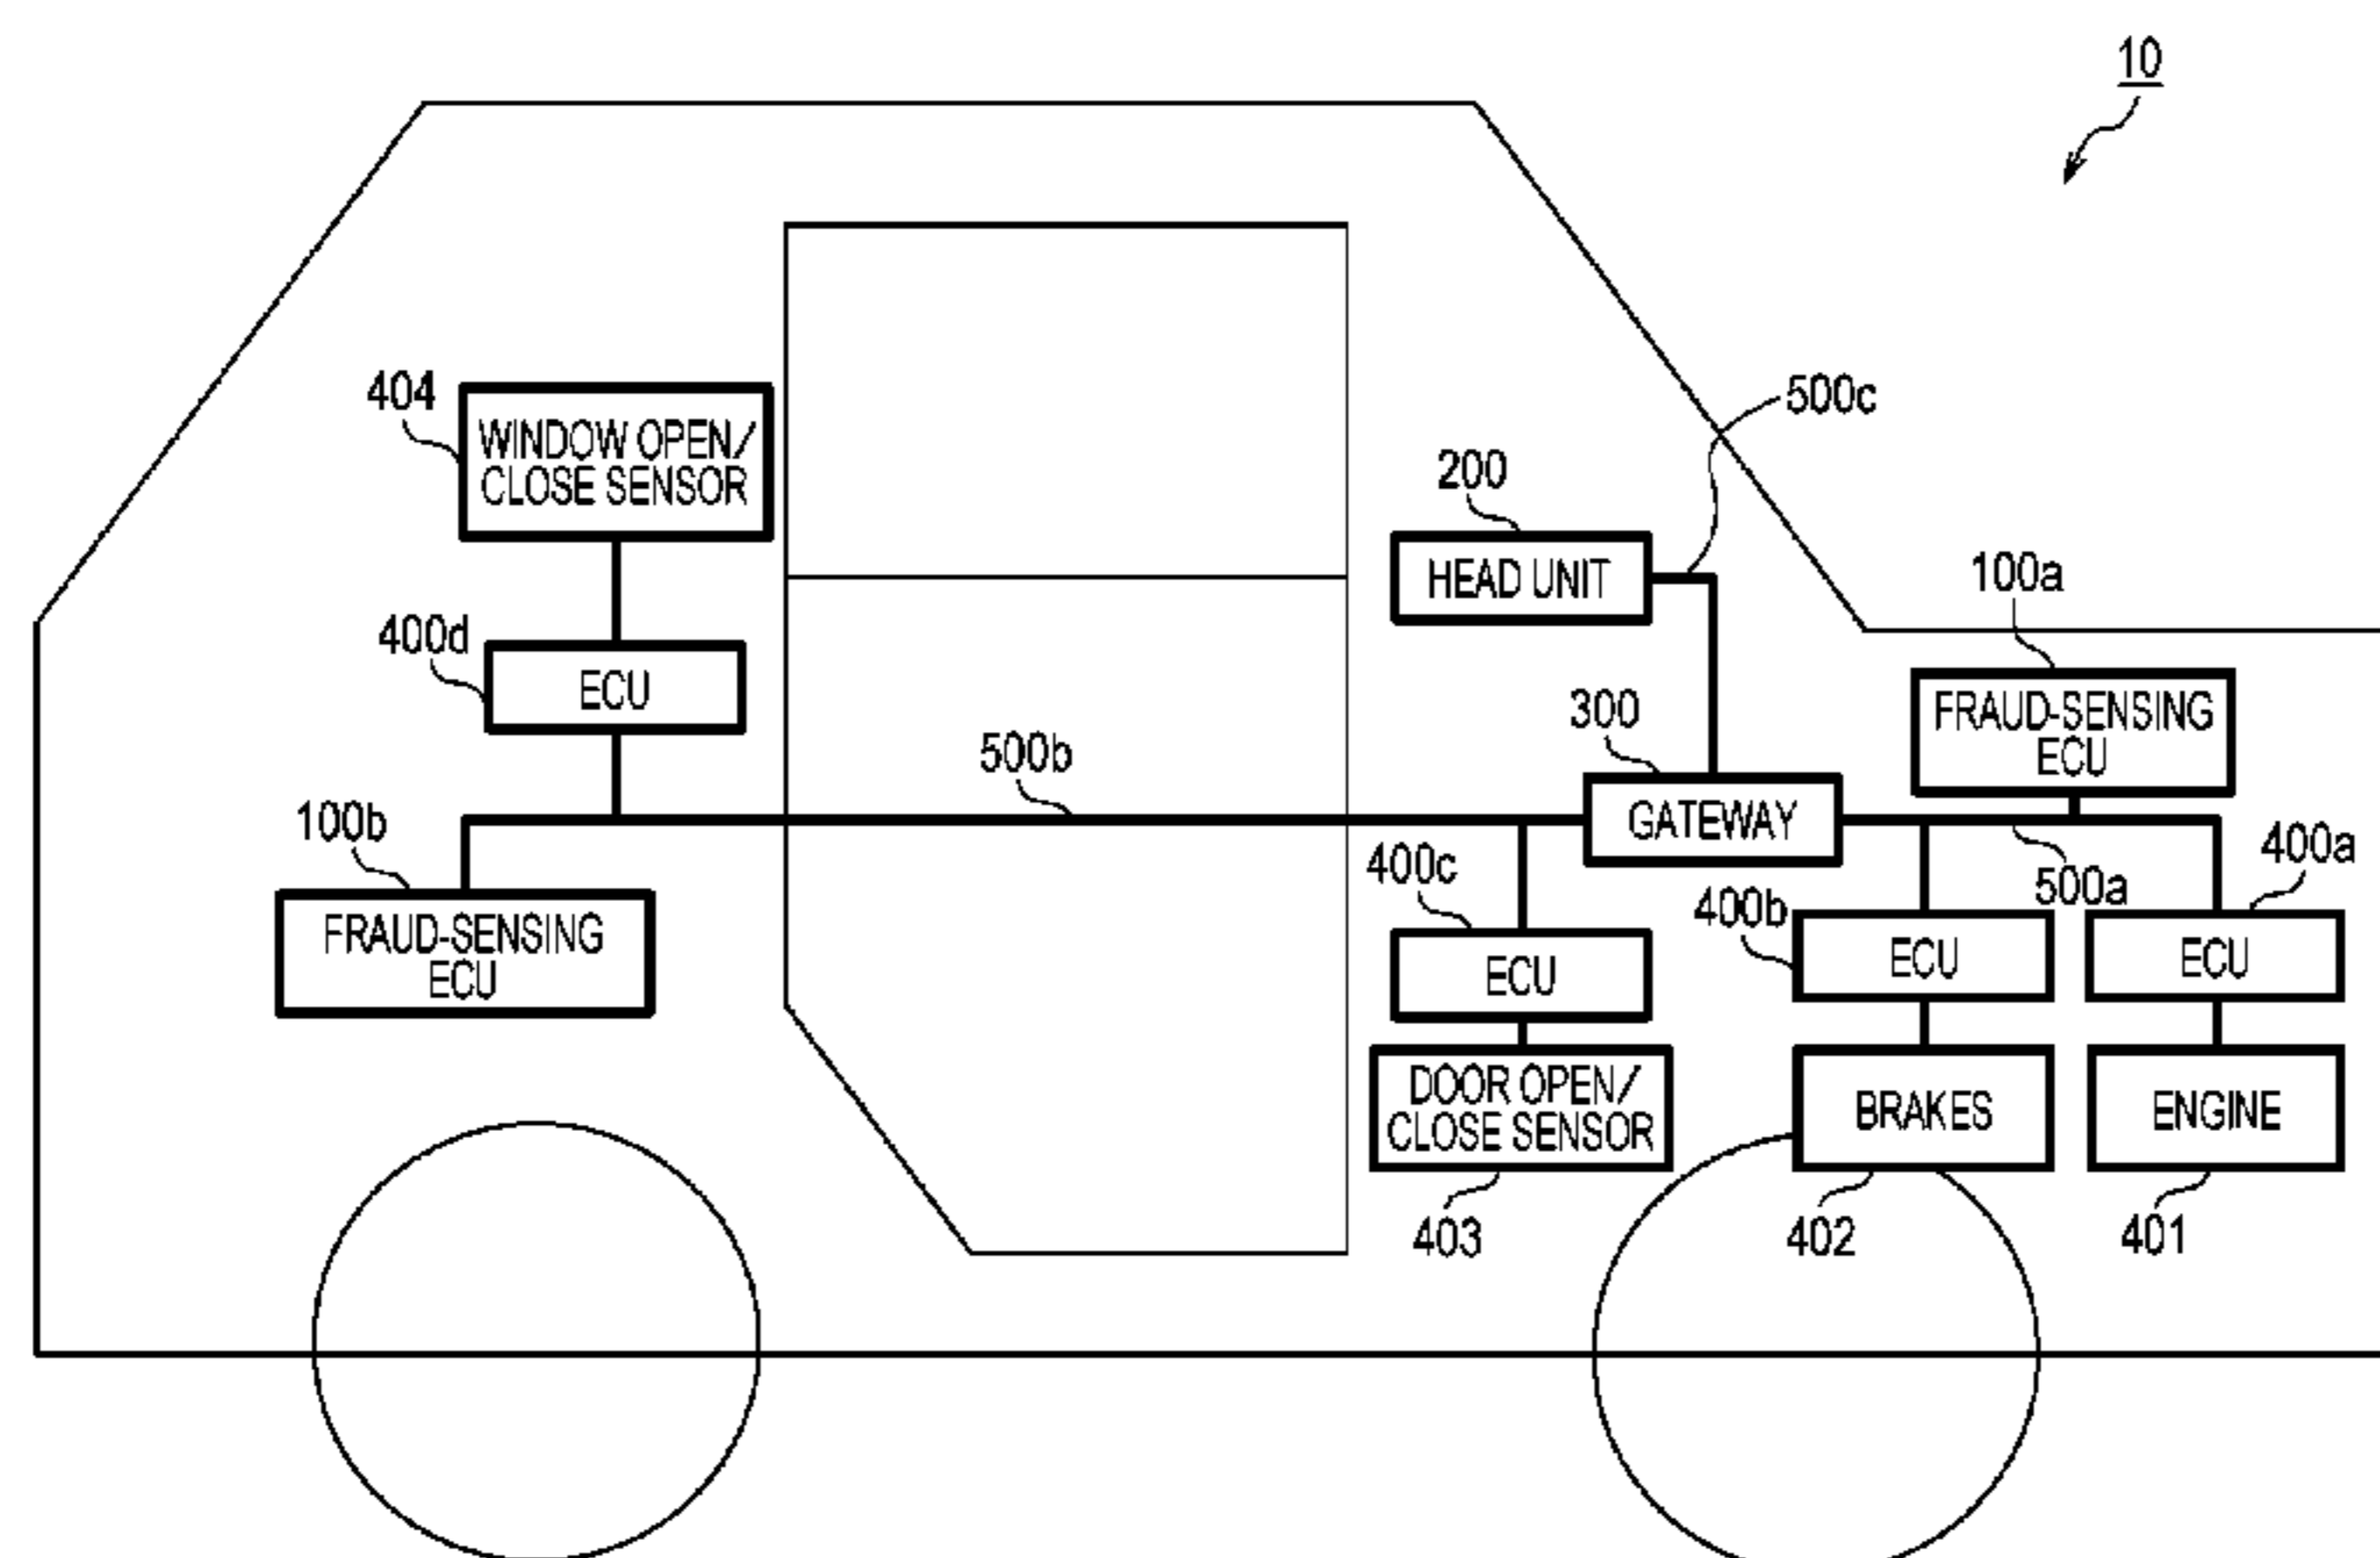 10
404
WINDOW OPEN/
CLOSE SENSOR
500c
200
HEAD UNIT
100a
FRAUD-SENSING
ECU
400d
ECU
300
GATEWAY
500b
100b
FRAUD-SENSING
ECU
400c
ECU
500a
400a
400b
ECU
ECU
DOOR OPEN/
CLOSE SENSOR
BRAKES
ENGINE
403
402
401